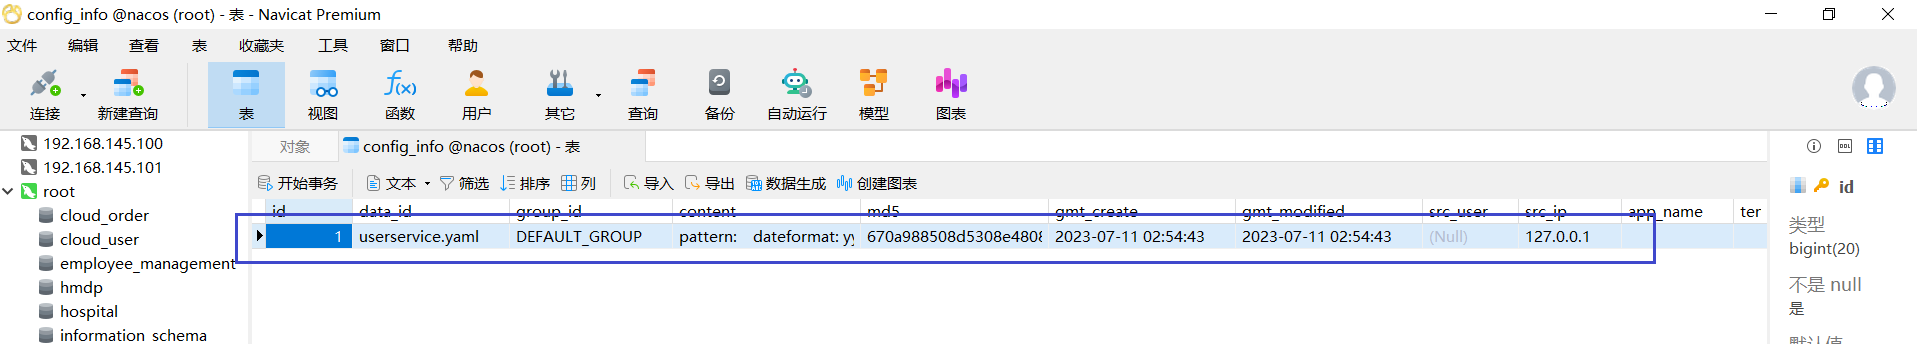 config_info @nacos (root) - 表 - Navicat Premium
文件 编辑 查看 表 收藏夹 工具 窗口 帮助
连接 新建查询 表 视图 函数 用户 其它 查询 备份 自动运行 模型 图表
192.168.145.100
192.168.145.101
root
cloud_order
cloud_user
employee_management
hmdp
hospital
information_schema
对象 config_info @nacos (root) - 表
开始事务 文本 筛选 排序 列 导入 导出 数据生成 创建图表
id data_id group_id content md5 gmt_create gmt_modified src_user src_ip app_name ter
1 userservice.yaml DEFAULT_GROUP pattern: dateformat: yy 670a988508d5308e4808 2023-07-11 02:54:43 2023-07-11 02:54:43 (Null) 127.0.0.1
DDL
id
类型
bigint(20)
不是 null
是
默认值